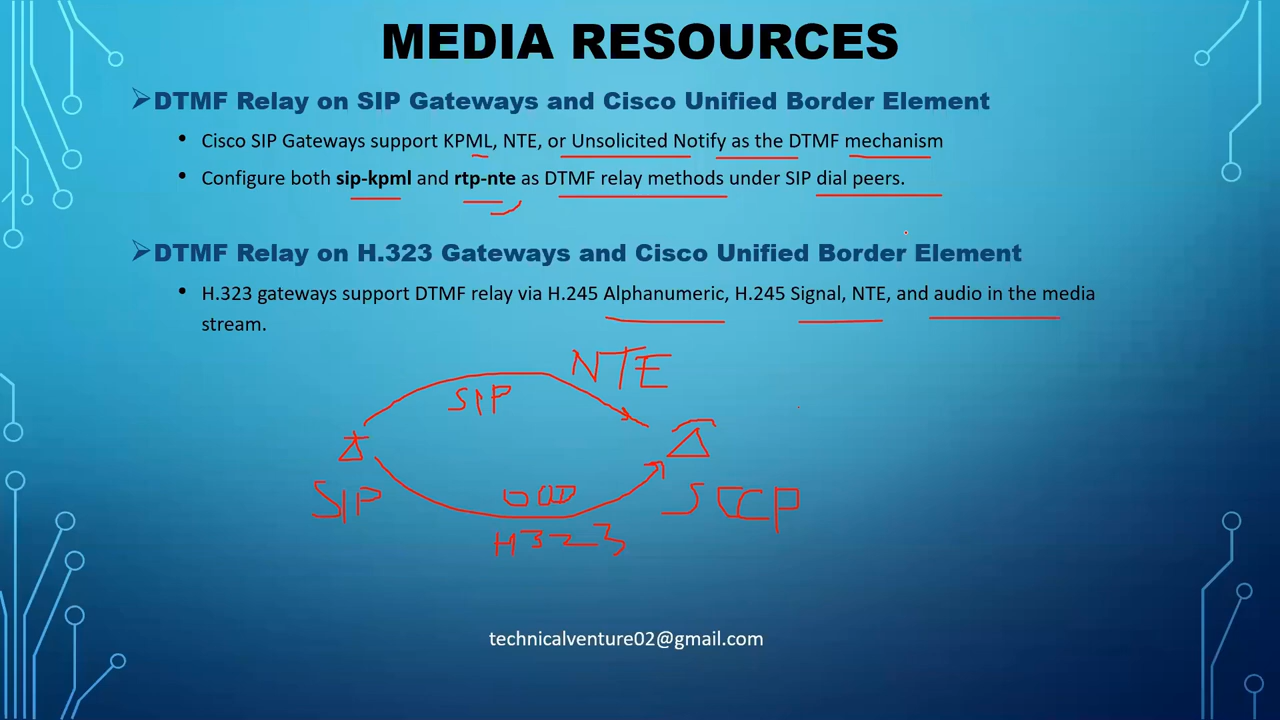 MEDIA RESOURCES
DTMF Relay on SIP Gateways and Cisco Unified Border Element
Cisco SIP Gateways support KPML, NTE, or Unsolicited Notify as the DTMF mechanism
Configure both sip-kpml and rtp-nte as DTMF relay methods under SIP dial peers.
DTMF Relay on H.323 Gateways and Cisco Unified Border Element
H.323 gateways support DTMF relay via H.245 Alphanumeric, H.245 Signal, NTE, and audio in the media
stream.
NTE
SIP
SIP
OOD
SCCP
H323
technicalventure02@gmail.com